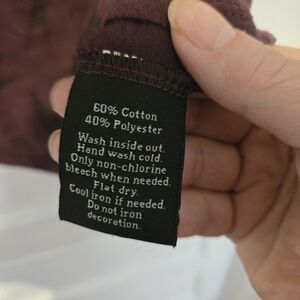 60% Cotton
40% Polyester
Wash inside out.
Hand wash cold.
Only non-chlorine
bleach when needed.
Flat dry.
Cool iron if needed.
Do not iron
decoration.